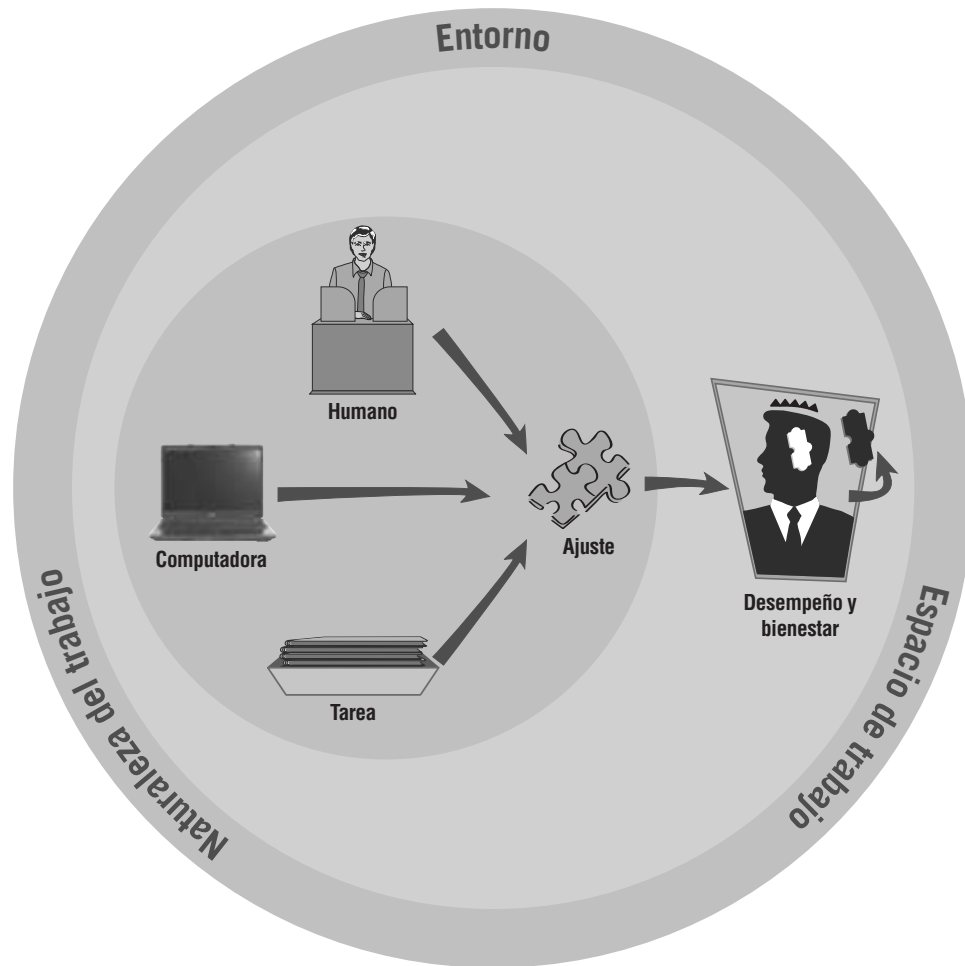 Entorno
Humano
Computadora
Ajuste
Tarea
Desempeño y
bienestar
Naturaleza del trabajo
Espacio de trabajo